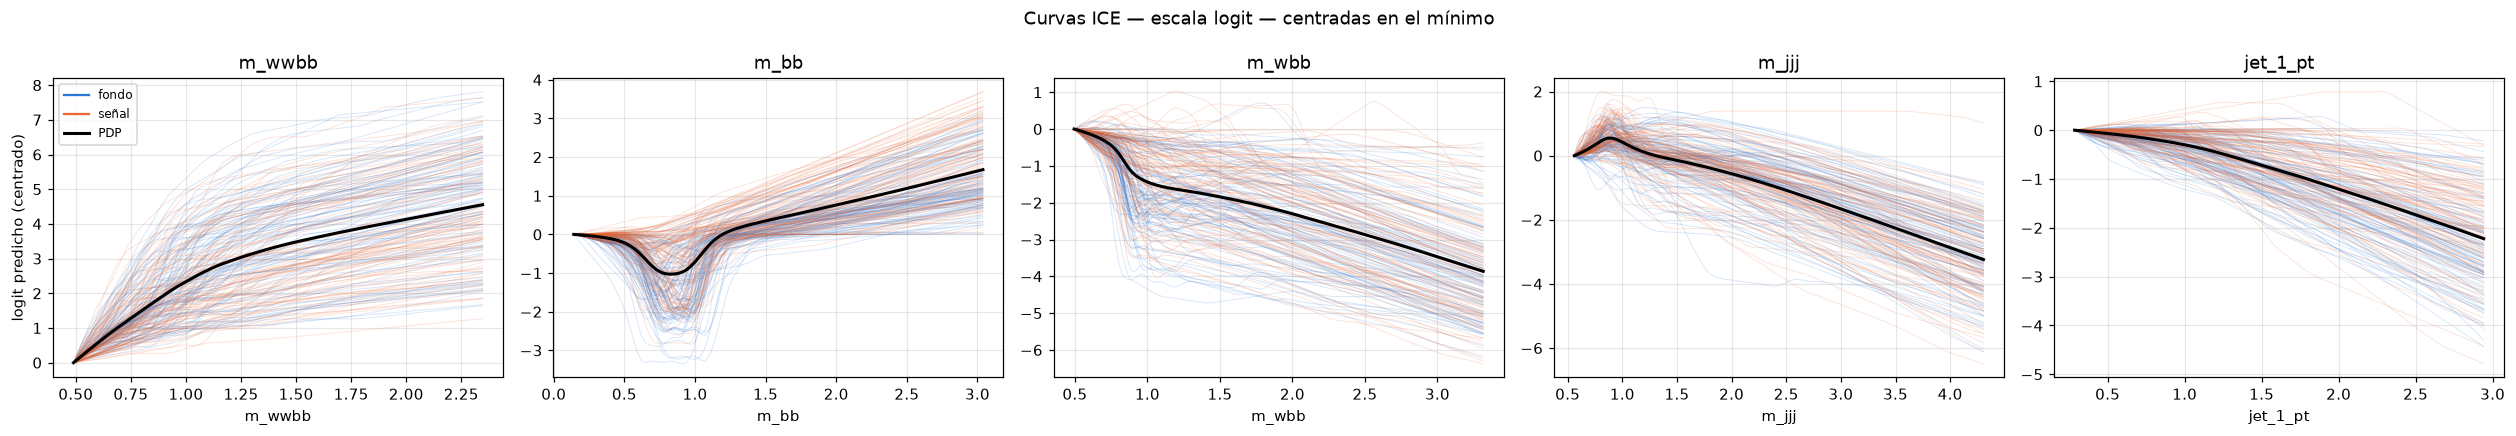 Curvas ICE — escala logit — centradas en el mínimo
m_wwbb
logit predicho (centrado)
8
7
6
5
4
3
2
1
0
fondo
señal
PDP
0.50 0.75 1.00 1.25 1.50 1.75 2.00 2.25
m_wwbb
m_bb
4
3
2
1
0
−1
−2
−3
0.0 0.5 1.0 1.5 2.0 2.5 3.0
m_bb
m_wbb
1
0
−1
−2
−3
−4
−5
−6
0.5 1.0 1.5 2.0 2.5 3.0
m_wbb
m_jjj
2
0
−2
−4
−6
0.5 1.0 1.5 2.0 2.5 3.0 3.5 4.0
m_jjj
jet_1_pt
1
0
−1
−2
−3
−4
−5
0.5 1.0 1.5 2.0 2.5 3.0
jet_1_pt